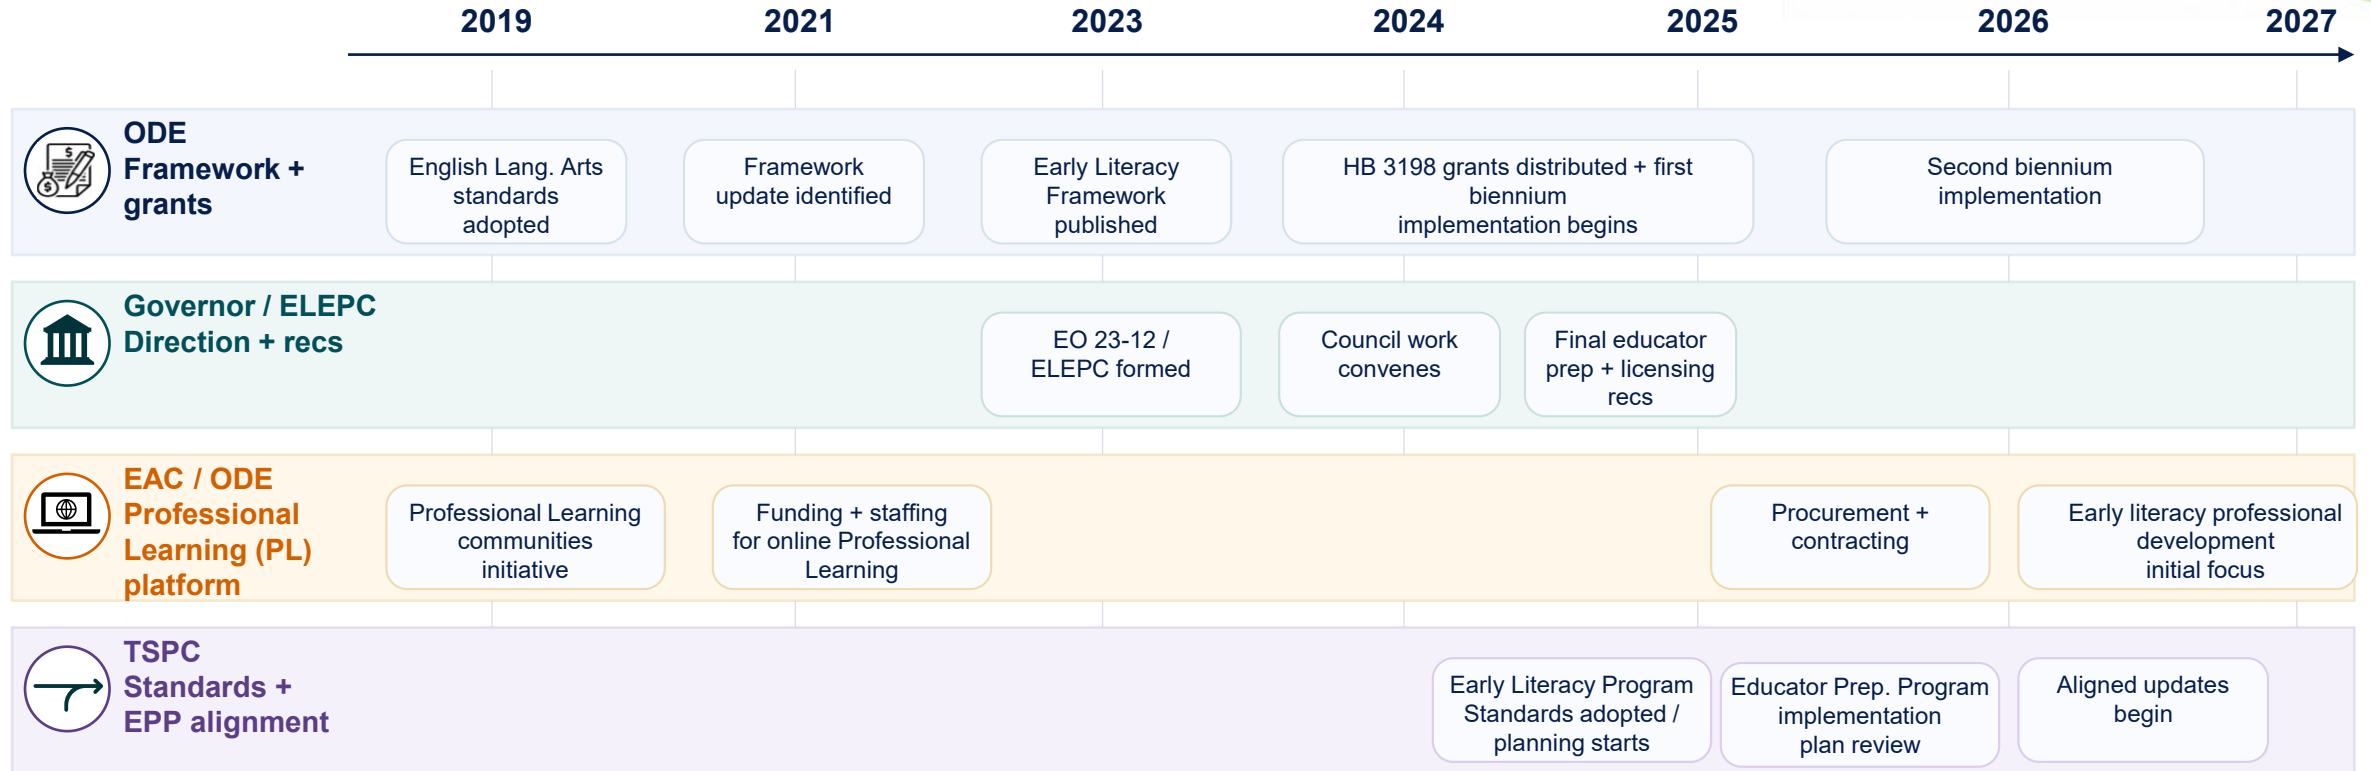 2019
2021
2023
2024
2025
2026
2027
ODE
Framework +
grants
English Lang. Arts
standards
adopted
Framework
update identified
Early Literacy
Framework
published
HB 3198 grants distributed + first
biennium
implementation begins
Second biennium
implementation
Governor / ELEPC
Direction + recs
EO 23-12 /
ELEPC formed
Council work
convenes
Final educator
prep + licensing
recs
EAC / ODE
Professional
Learning (PL)
platform
Professional Learning
communities
initiative
Funding + staffing
for online Professional
Learning
Procurement +
contracting
Early literacy professional
development
initial focus
TSPC
Standards +
EPP alignment
Early Literacy Program
Standards adopted /
planning starts
Educator Prep. Program
implementation
plan review
Aligned updates
begin